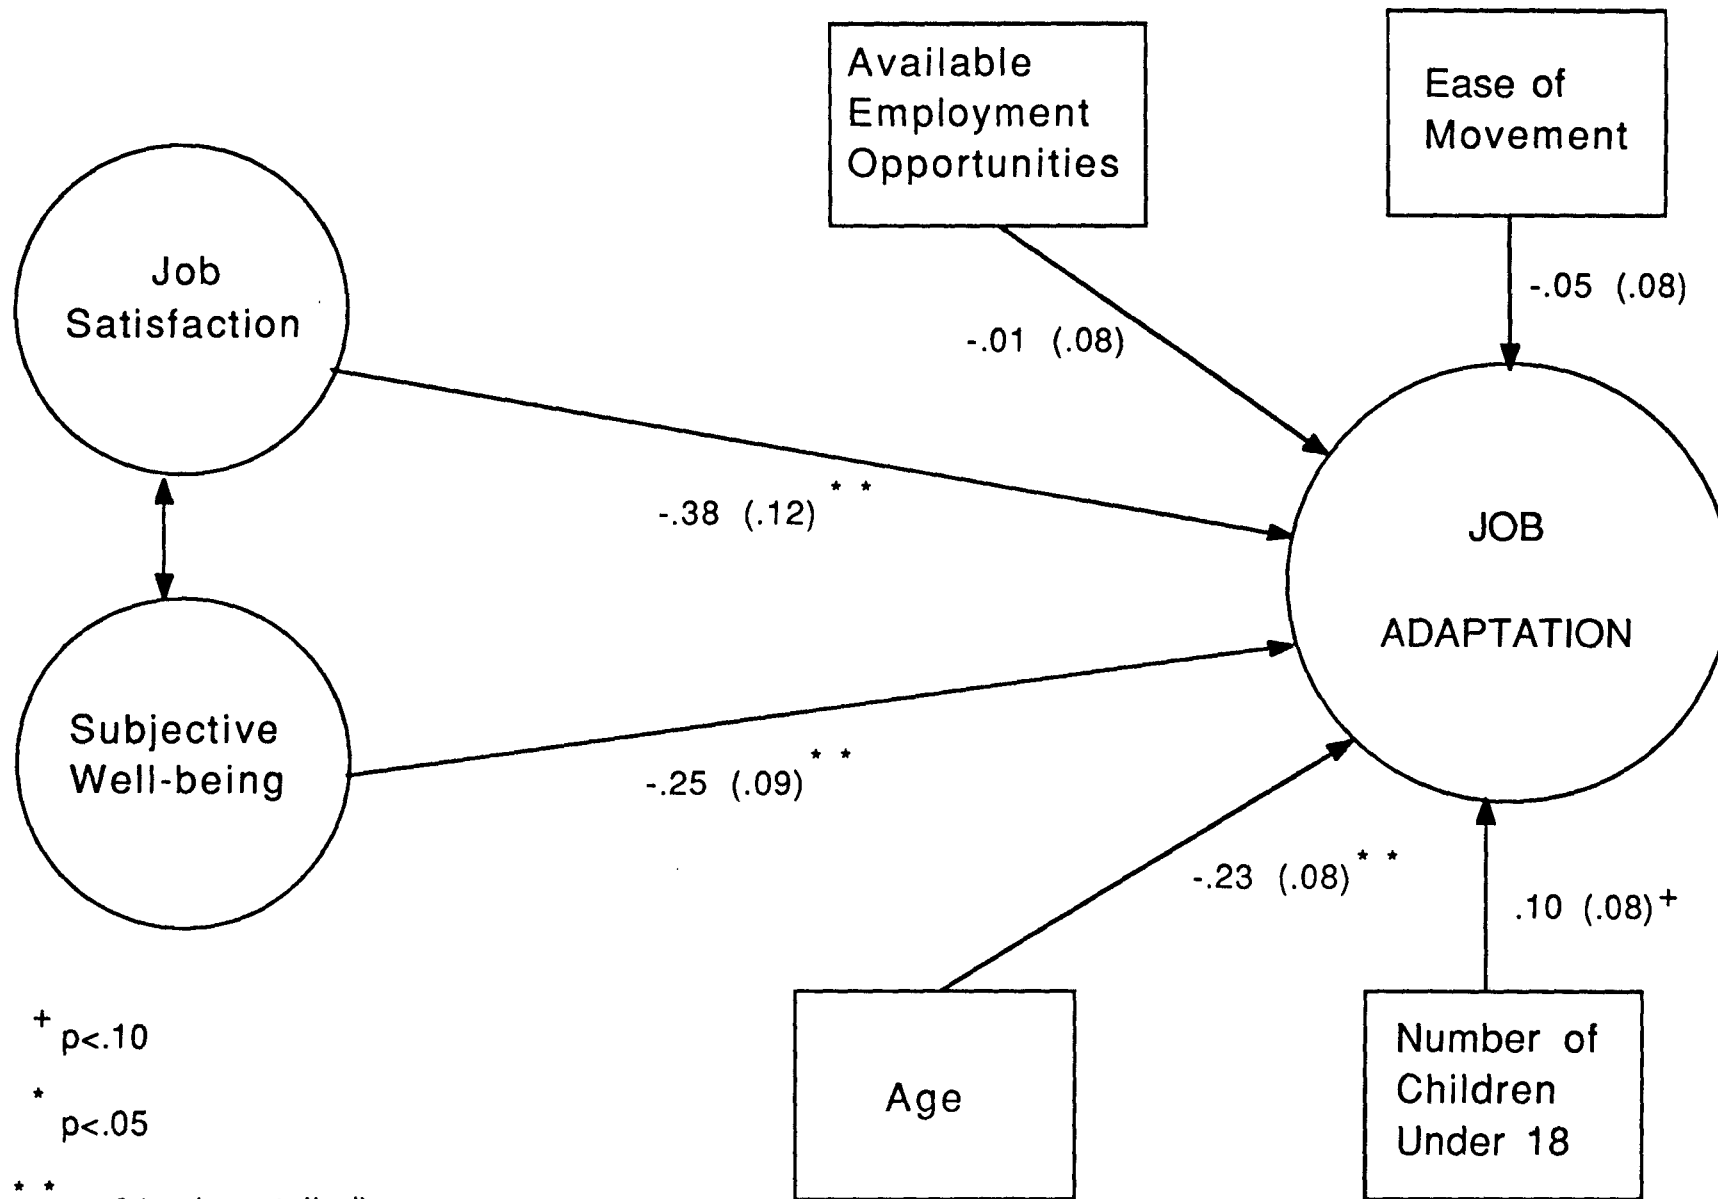 Available
Employment
Opportunities
Ease of
Movement
Job
Satisfaction
-.05 (.08)
-.01 (.08)
-.38 (.12)**
JOB
ADAPTATION
Subjective
Well-being
-.25 (.09)**
-.23 (.08)**
.10 (.08)+
+ p<.10
* p<.05
**
Age
Number of
Children
Under 18